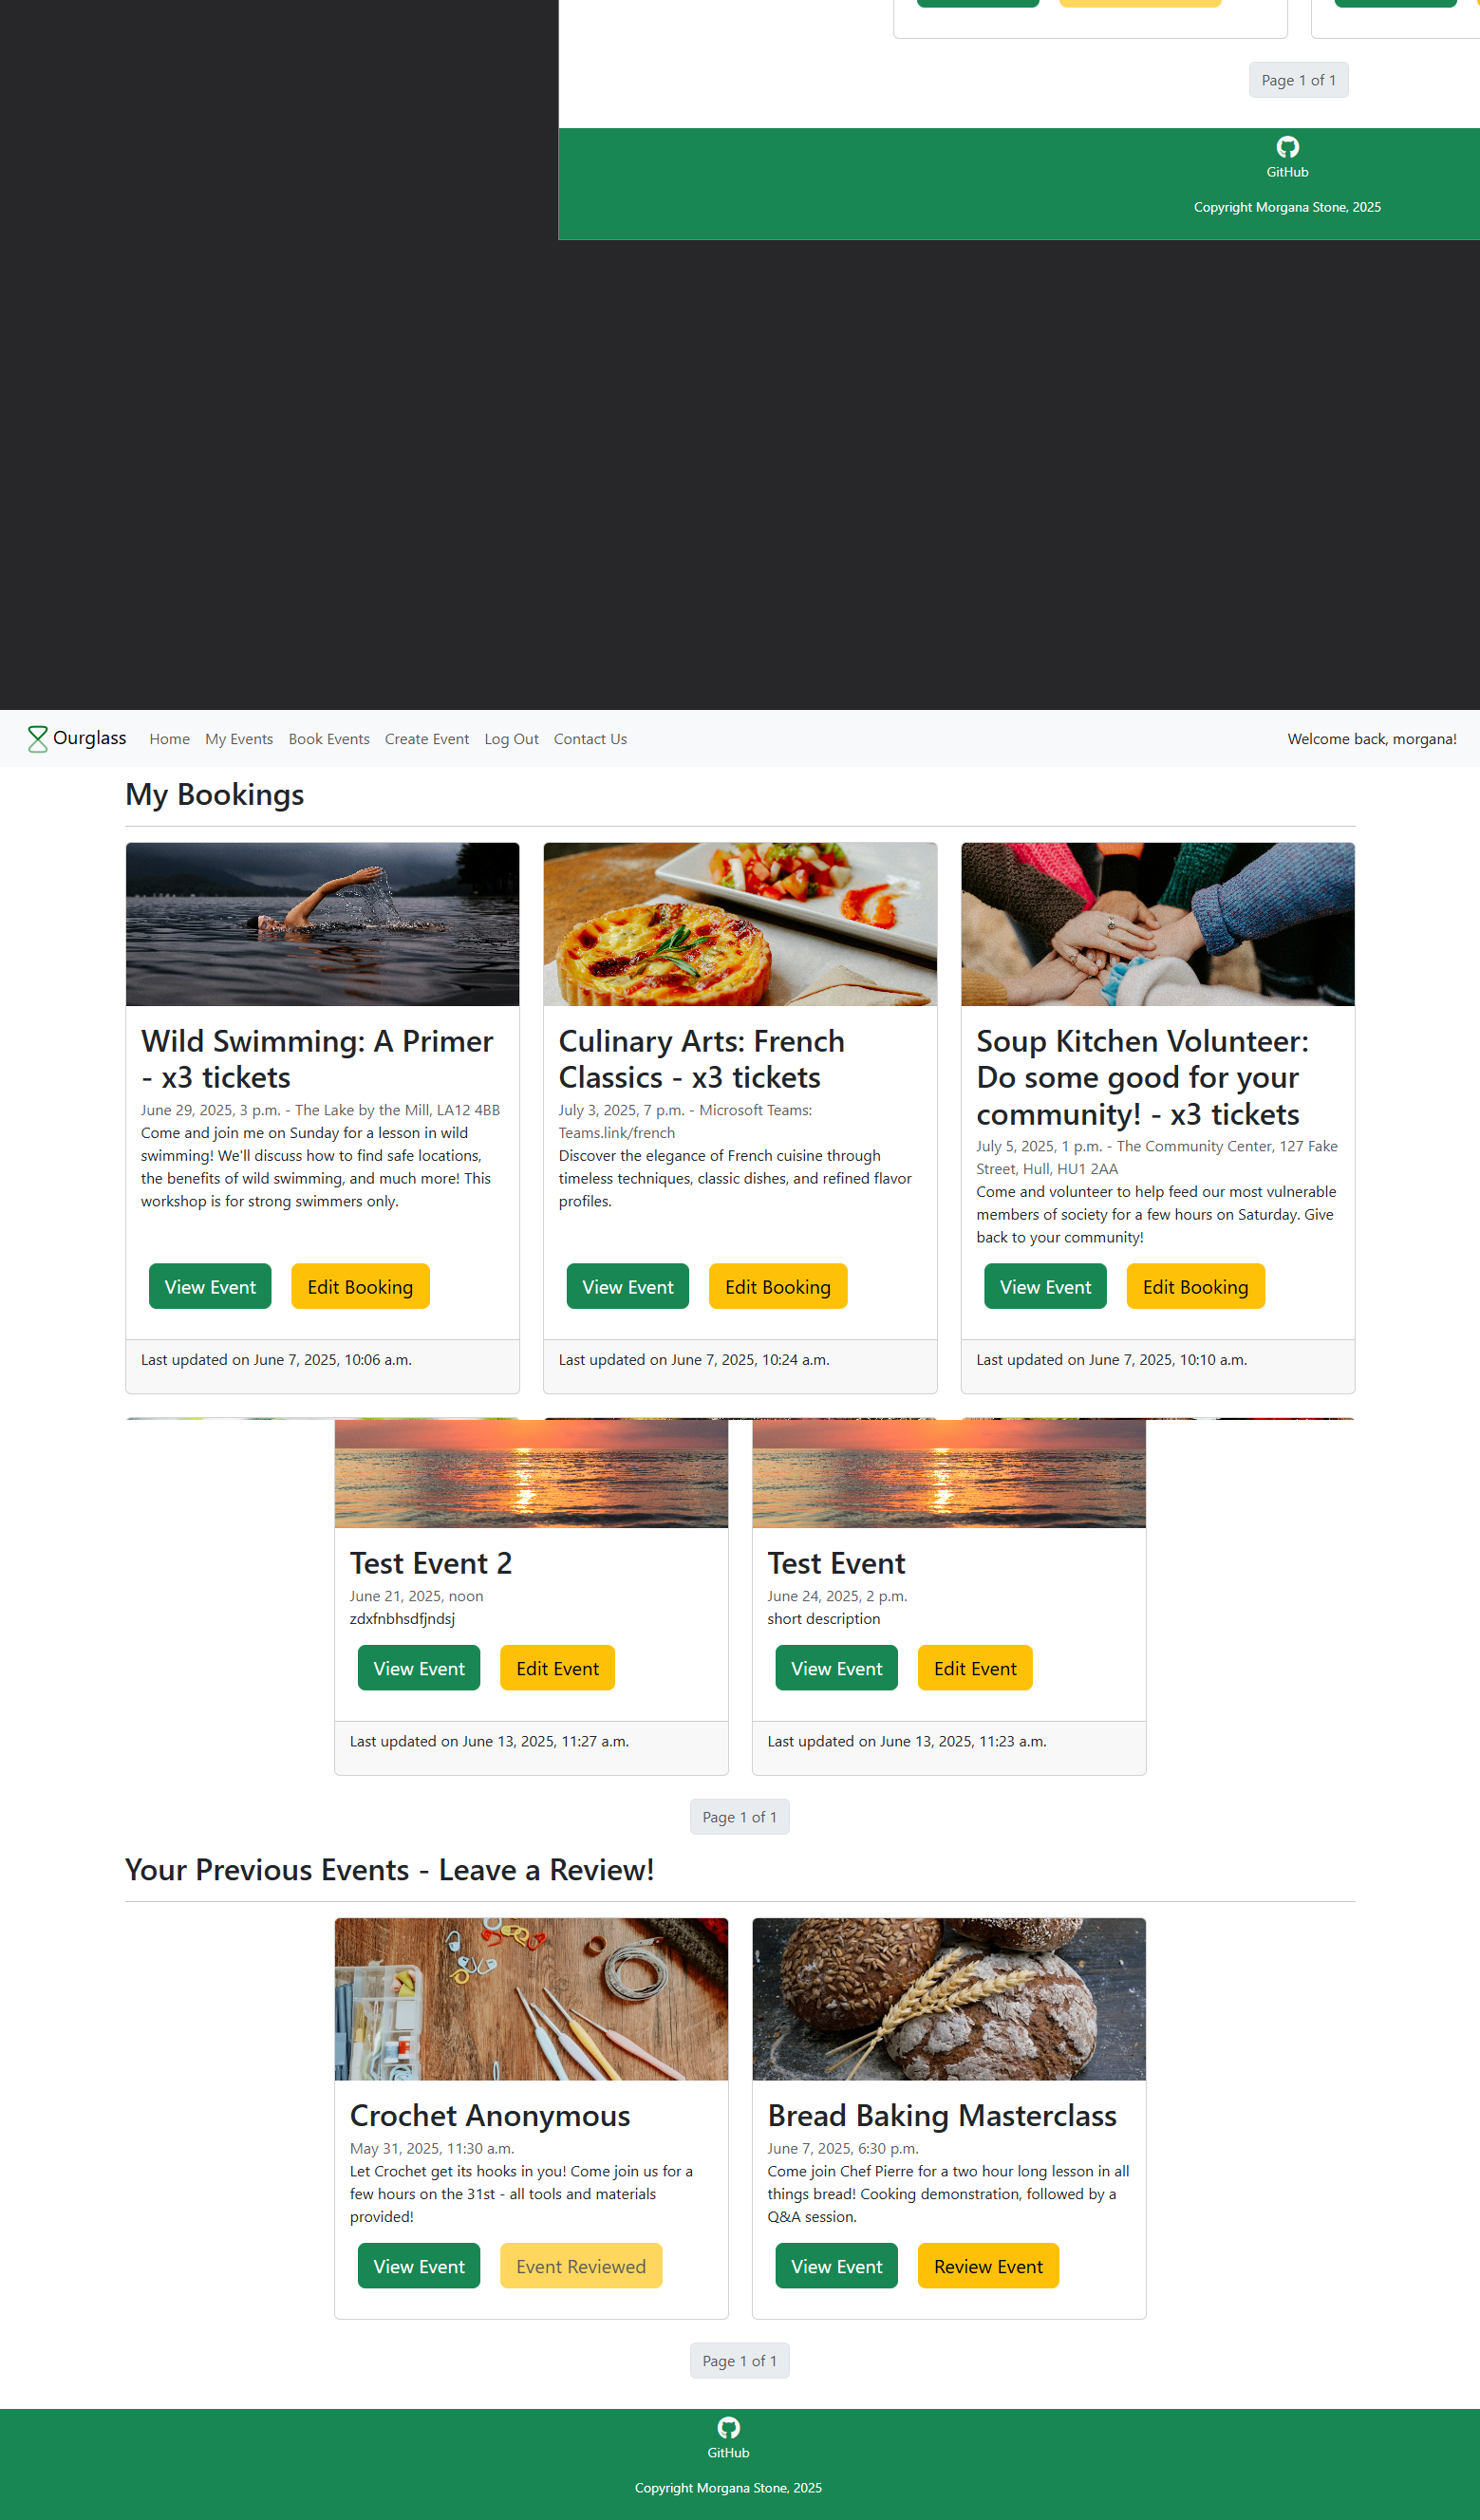 Page 1 of 1
GitHub
Copyright Morgana Stone, 2025
Ourglass Home My Events Book Events Create Event Log Out Contact Us Welcome back, morgana!
My Bookings
Wild Swimming: A Primer
- x3 tickets
June 29, 2025, 3 p.m. - The Lake by the Mill, LA12 4BB
Come and join me on Sunday for a lesson in wild
swimming! We'll discuss how to find safe locations,
the benefits of wild swimming, and much more! This
workshop is for strong swimmers only.
View Event Edit Booking
Last updated on June 7, 2025, 10:06 a.m.
Culinary Arts: French
Classics - x3 tickets
July 3, 2025, 7 p.m. - Microsoft Teams:
Teams.link/french
Discover the elegance of French cuisine through
timeless techniques, classic dishes, and refined flavor
profiles.
View Event Edit Booking
Last updated on June 7, 2025, 10:24 a.m.
Soup Kitchen Volunteer:
Do some good for your
community! - x3 tickets
July 5, 2025, 1 p.m. - The Community Center, 127 Fake
Street, Hull, HU1 2AA
Come and volunteer to help feed our most vulnerable
members of society for a few hours on Saturday. Give
back to your community!
View Event Edit Booking
Last updated on June 7, 2025, 10:10 a.m.
Test Event 2
June 21, 2025, noon
zdxfnbhsdfjndsj
View Event Edit Event
Last updated on June 13, 2025, 11:27 a.m.
Test Event
June 24, 2025, 2 p.m.
short description
View Event Edit Event
Last updated on June 13, 2025, 11:23 a.m.
Page 1 of 1
Your Previous Events - Leave a Review!
Crochet Anonymous
May 31, 2025, 11:30 a.m.
Let Crochet get its hooks in you! Come join us for a
few hours on the 31st - all tools and materials
provided!
View Event Event Reviewed
Bread Baking Masterclass
June 7, 2025, 6:30 p.m.
Come join Chef Pierre for a two hour long lesson in all
things bread! Cooking demonstration, followed by a
Q&A session.
View Event Review Event
Page 1 of 1
GitHub
Copyright Morgana Stone, 2025